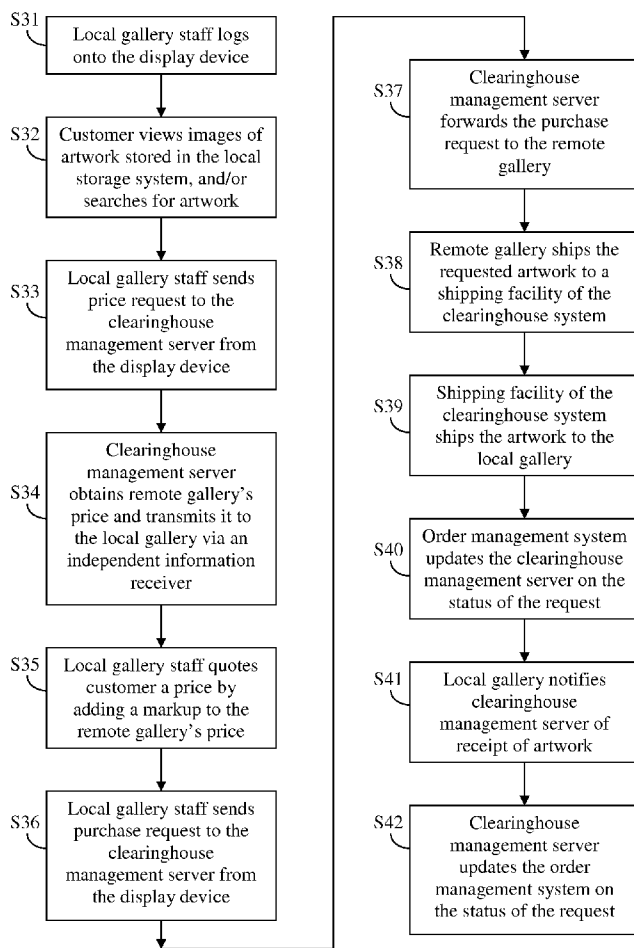 S31
Local gallery staff logs
onto the display device
S32
Customer views images of
artwork stored in the local
storage system, and/or
searches for artwork
S33
Local gallery staff sends
price request to the
clearinghouse
management server from
the display device
S34
Clearinghouse
management server
obtains remote gallery's
price and transmits it to
the local gallery via an
independent information
receiver
S35
Local gallery staff quotes
customer a price by
adding a markup to the
remote gallery's price
S36
Local gallery staff sends
purchase request to the
clearinghouse
management server from
the display device
S37
Clearinghouse
management server
forwards the purchase
request to the remote
gallery
S38
Remote gallery ships the
requested artwork to a
shipping facility of the
clearinghouse system
S39
Shipping facility of the
clearinghouse system
ships the artwork to the
local gallery
S40
Order management system
updates the clearinghouse
management server on the
status of the request
S41
Local gallery notifies
clearinghouse
management server of
receipt of artwork
S42
Clearinghouse
management server
updates the order
management system on
the status of the request